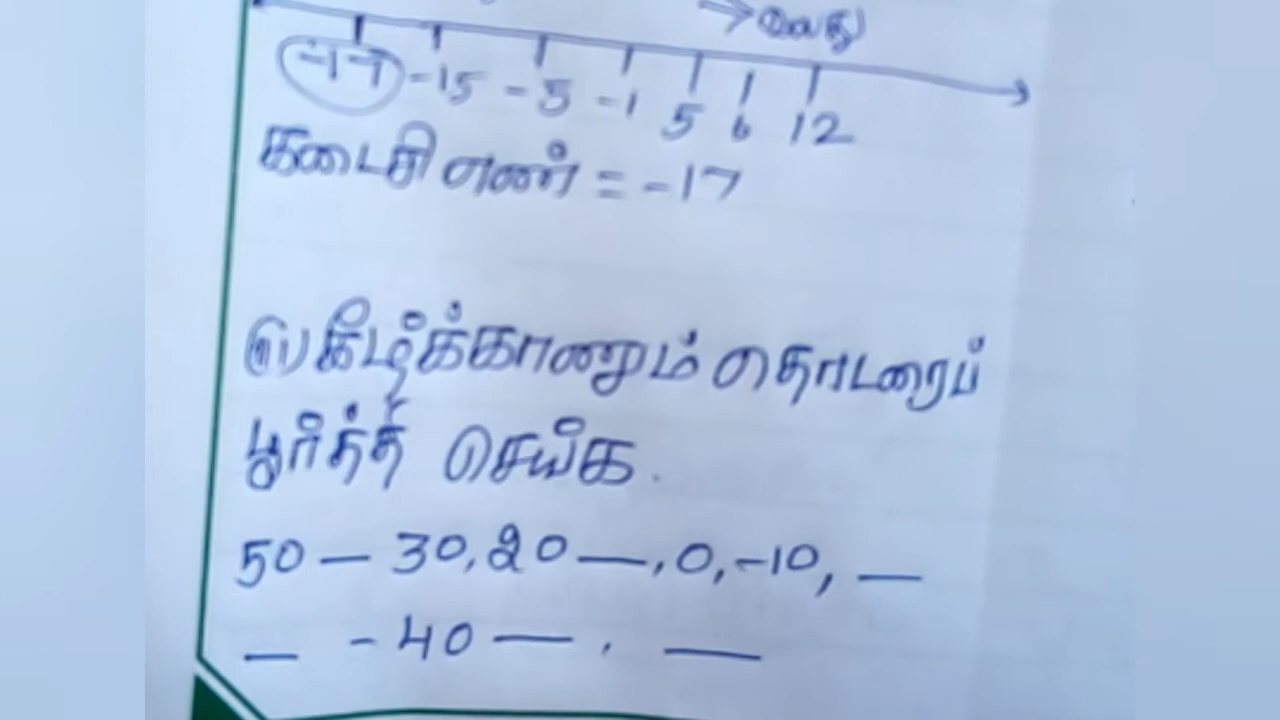 → வலது
-17 -15 -5 -1 5 6 12
கடைசி எண் = -17
கீழ்க்காணும் தொடரைப்
பூர்த்தி செய்க.
50 — 30, 20 —, 0, -10, —
— -40 — , —